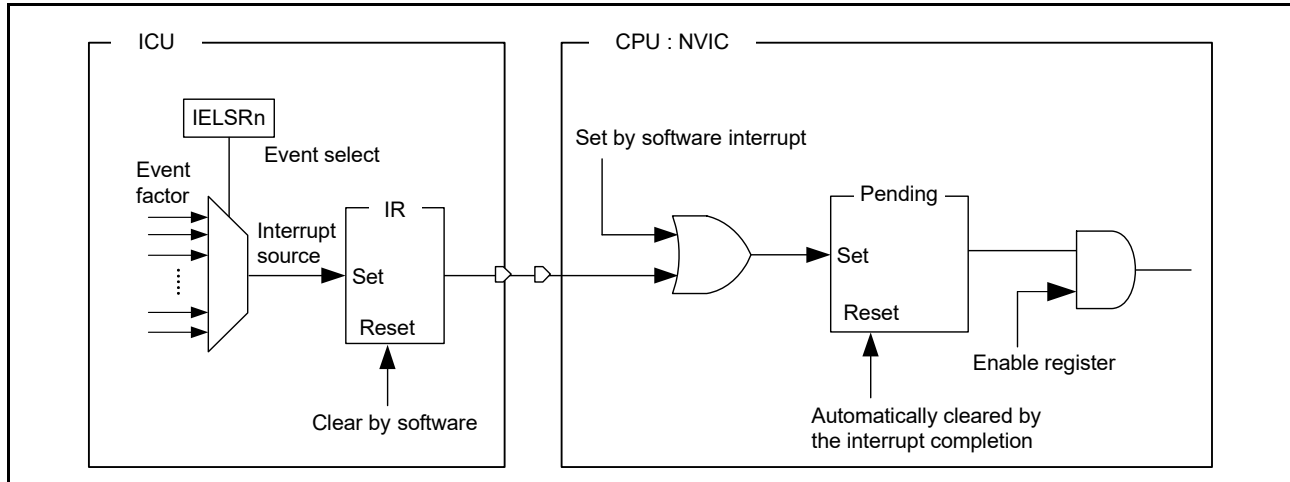 ICU
CPU : NVIC
IELSRn
Event select
Event
factor
Interrupt
source
IR
Set
Reset
Clear by software
Set by software interrupt
Pending
Set
Reset
Enable register
Automatically cleared by
the interrupt completion